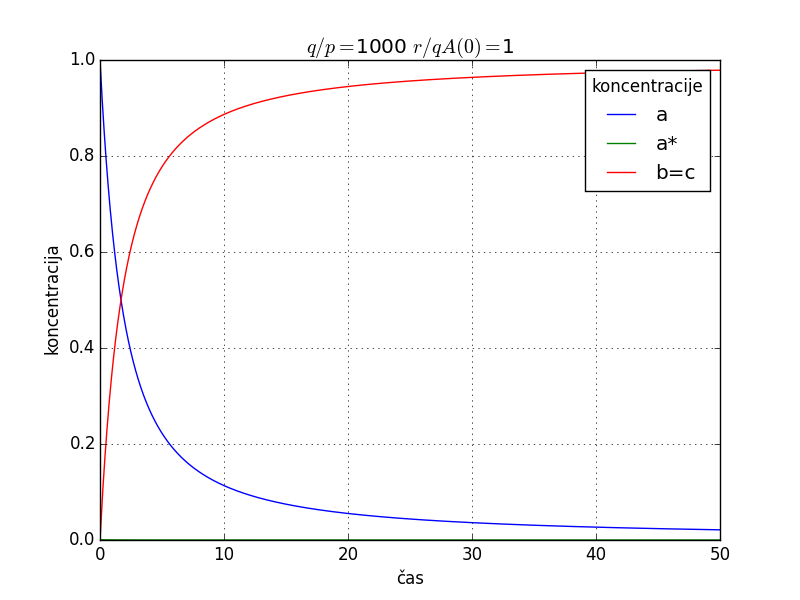 q/p =1000 r/qA(0) =1
koncentracije
a
a*
b=c
koncentracija
1.0
0.8
0.6
0.4
0.2
0.0
0 10 20 30 40 50
čas